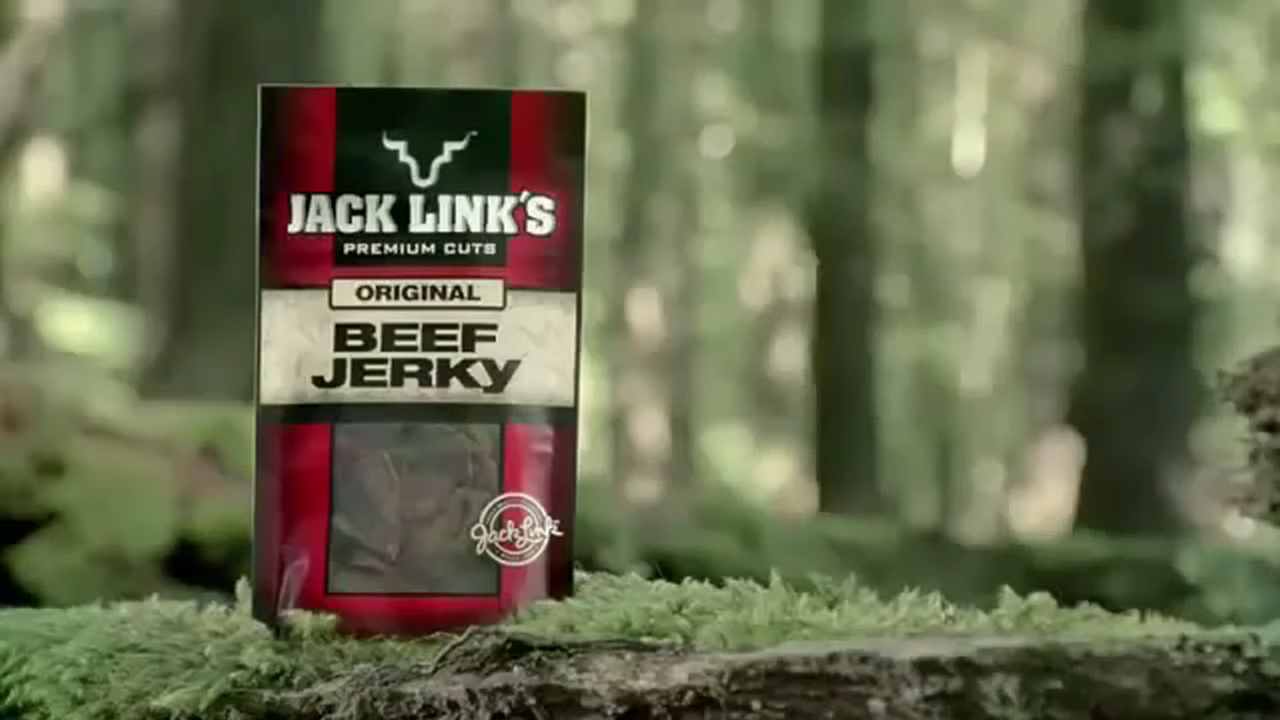 JACK LINK'S
PREMIUM CUTS
ORIGINAL
BEEF
JERKY
Jack Link's